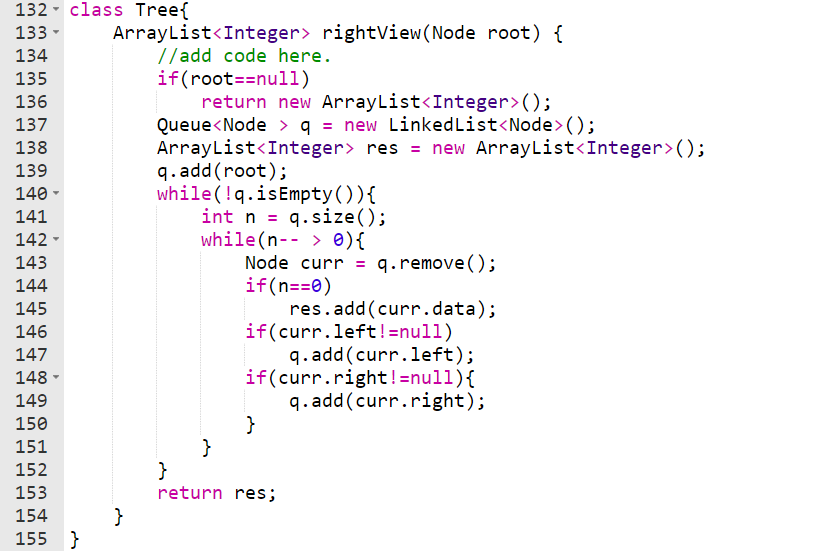 132 class Tree{
133     ArrayList<Integer> rightView(Node root) {
134         //add code here.
135         if(root==null)
136             return new ArrayList<Integer>();
137         Queue<Node > q = new LinkedList<Node>();
138         ArrayList<Integer> res = new ArrayList<Integer>();
139         q.add(root);
140         while(!q.isEmpty()){
141             int n = q.size();
142             while(n-- > 0){
143                 Node curr = q.remove();
144                 if(n==0)
145                     res.add(curr.data);
146                 if(curr.left!=null)
147                     q.add(curr.left);
148                 if(curr.right!=null){
149                     q.add(curr.right);
150                 }
151             }
152         }
153         return res;
154     }
155 }